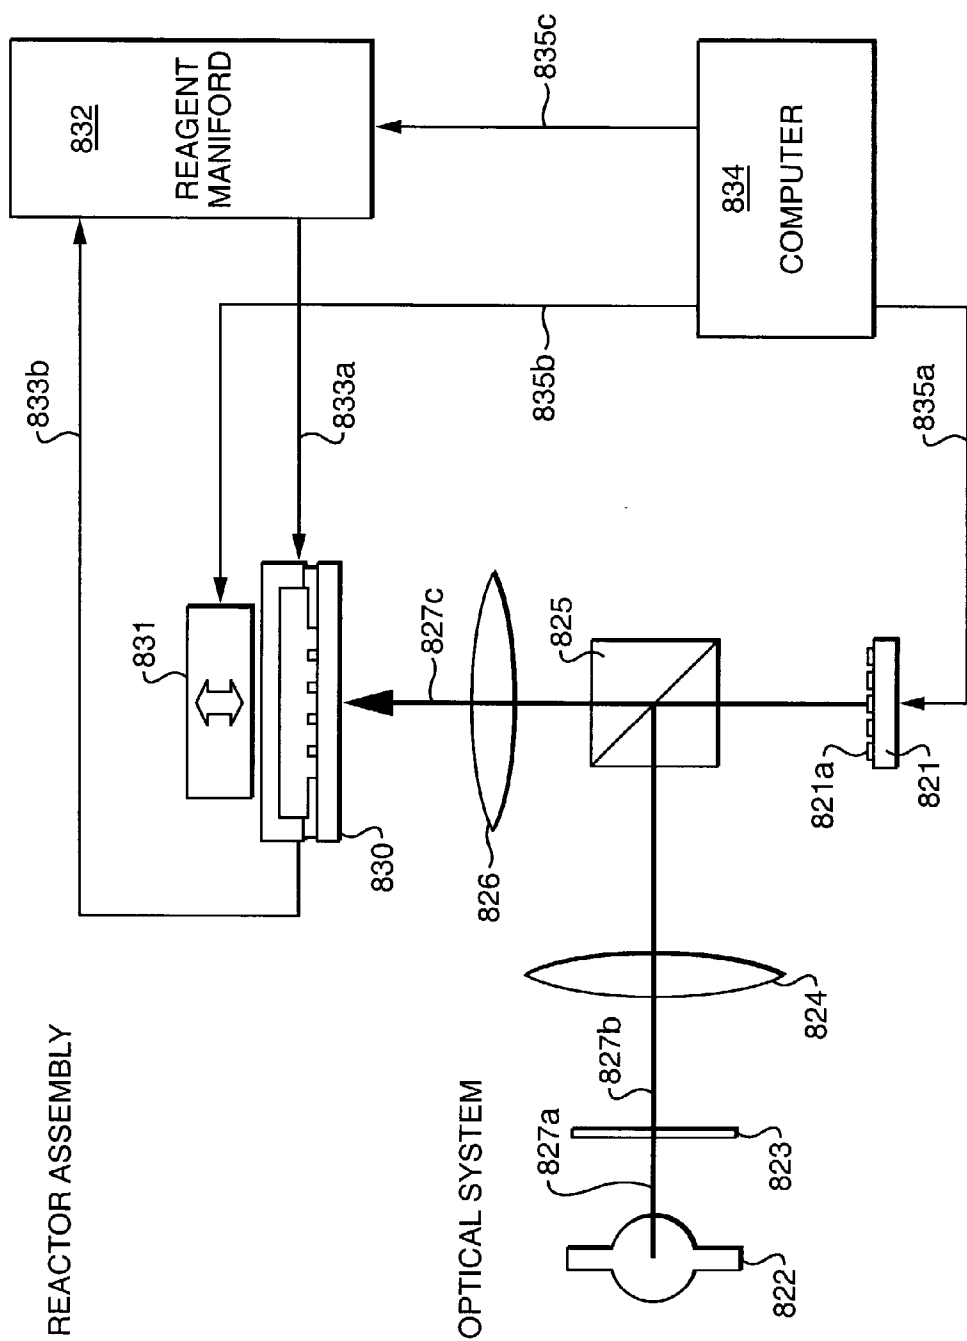 REACTOR ASSEMBLY
833b
832
REAGENT
MANIFORD
831
833a
830
827c
OPTICAL SYSTEM
826
835b
835c
827a
825
827b
834
COMPUTER
822
823
824
821a
821
835a